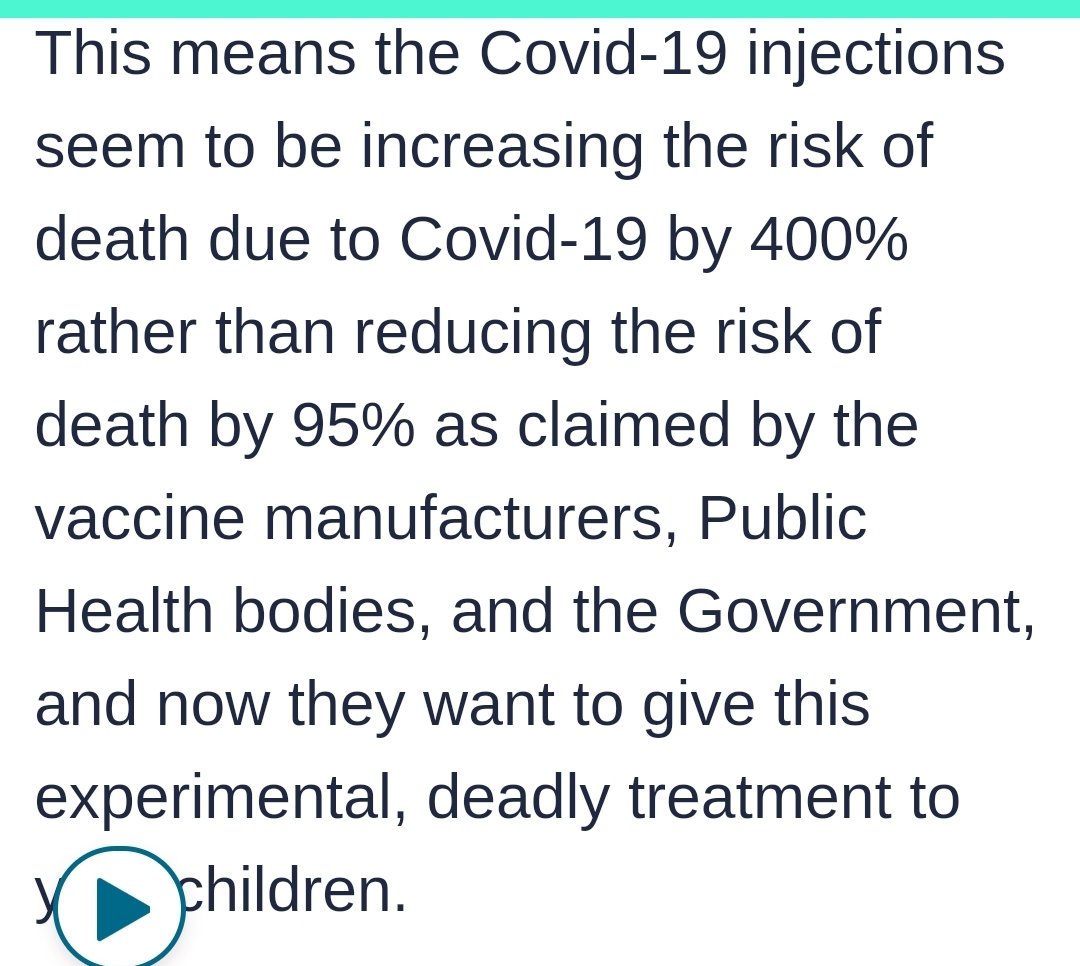 This means the Covid-19 injections
seem to be increasing the risk of
death due to Covid-19 by 400%
rather than reducing the risk of
death by 95% as claimed by the
vaccine manufacturers, Public
Health bodies, and the Government,
and now they want to give this
experimental, deadly treatment to
children.